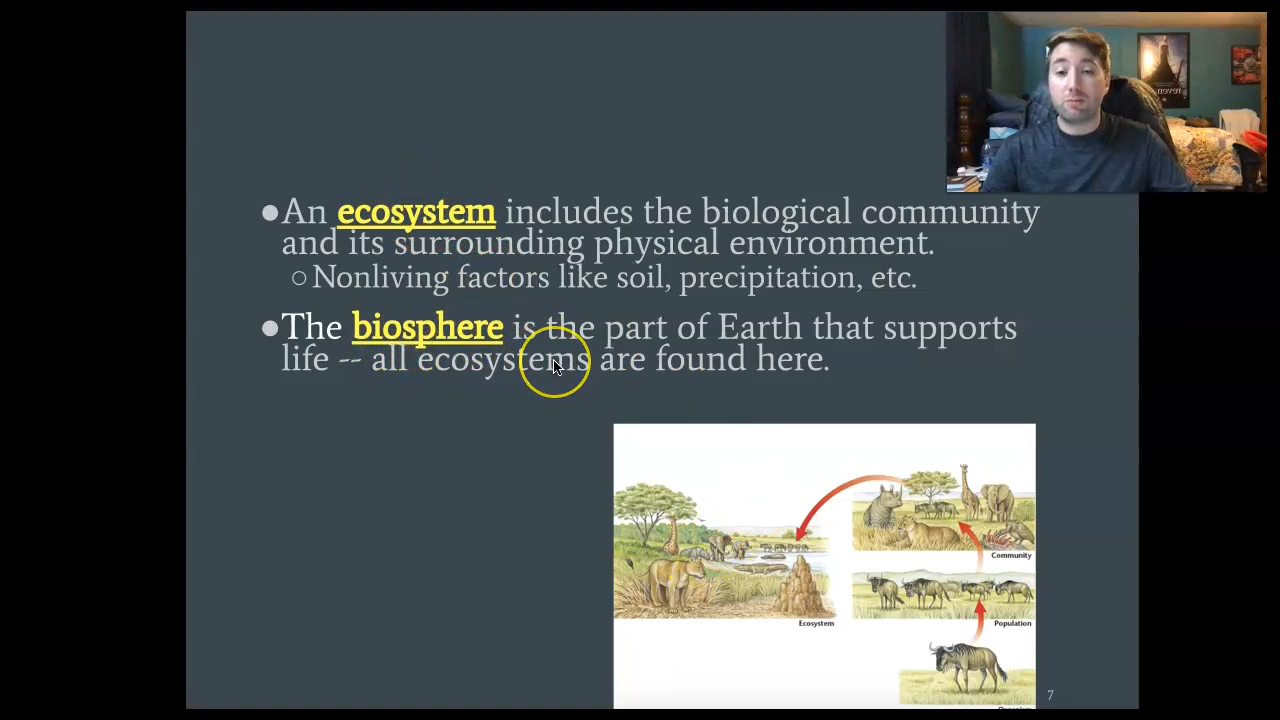 ●An ecosystem includes the biological community
and its surrounding physical environment.
○Nonliving factors like soil, precipitation, etc.
●The biosphere is the part of Earth that supports
life -- all ecosystems are found here.
Community
Ecosystem
Population
7